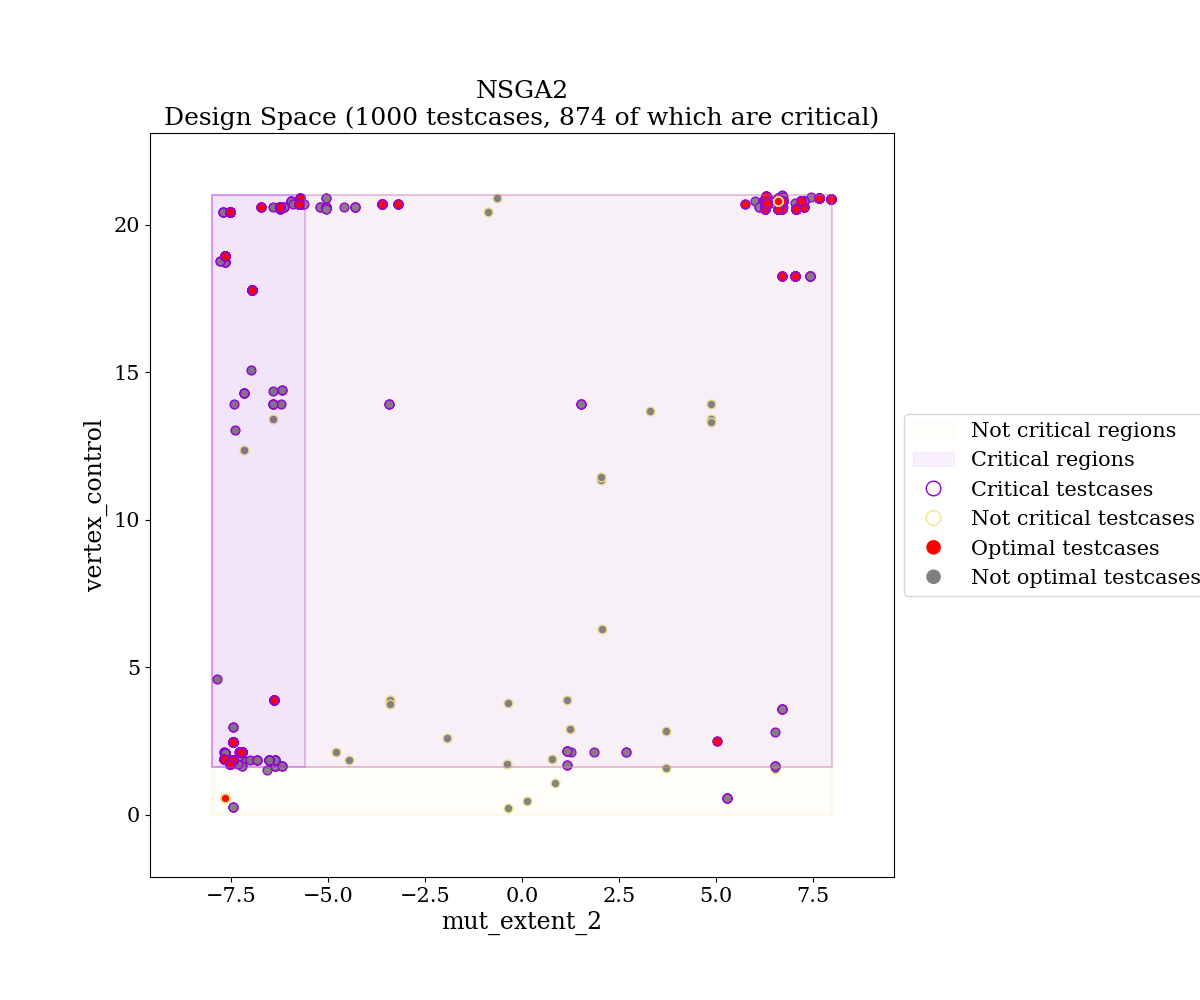 NSGA2
Design Space (1000 testcases, 874 of which are critical)
20
15
10
5
0
vertex_control
−7.5
−5.0
−2.5
0.0
2.5
5.0
7.5
mut_extent_2
Not critical regions
Critical regions
Critical testcases
Not critical testcases
Optimal testcases
Not optimal testcases